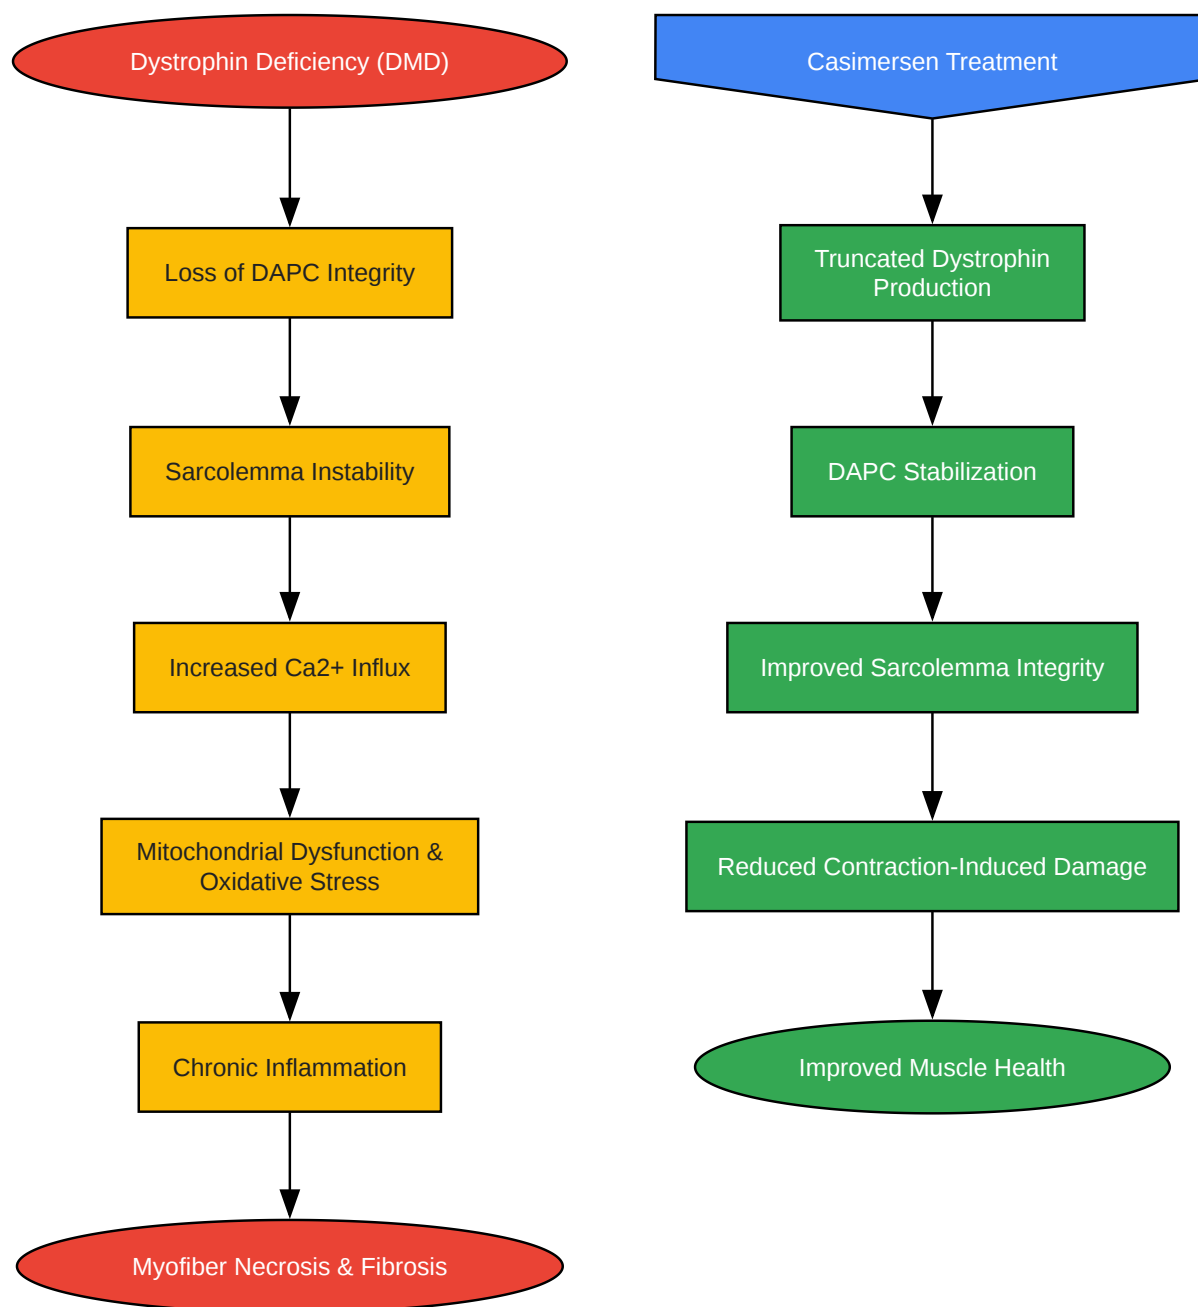 Dystrophin Deficiency (DMD)
Loss of DAPC Integrity
Sarcolemma Instability
Increased Ca2+ Influx
Mitochondrial Dysfunction &
Oxidative Stress
Chronic Inflammation
Myofiber Necrosis & Fibrosis
Casimersen Treatment
Truncated Dystrophin
Production
DAPC Stabilization
Improved Sarcolemma Integrity
Reduced Contraction-Induced Damage
Improved Muscle Health